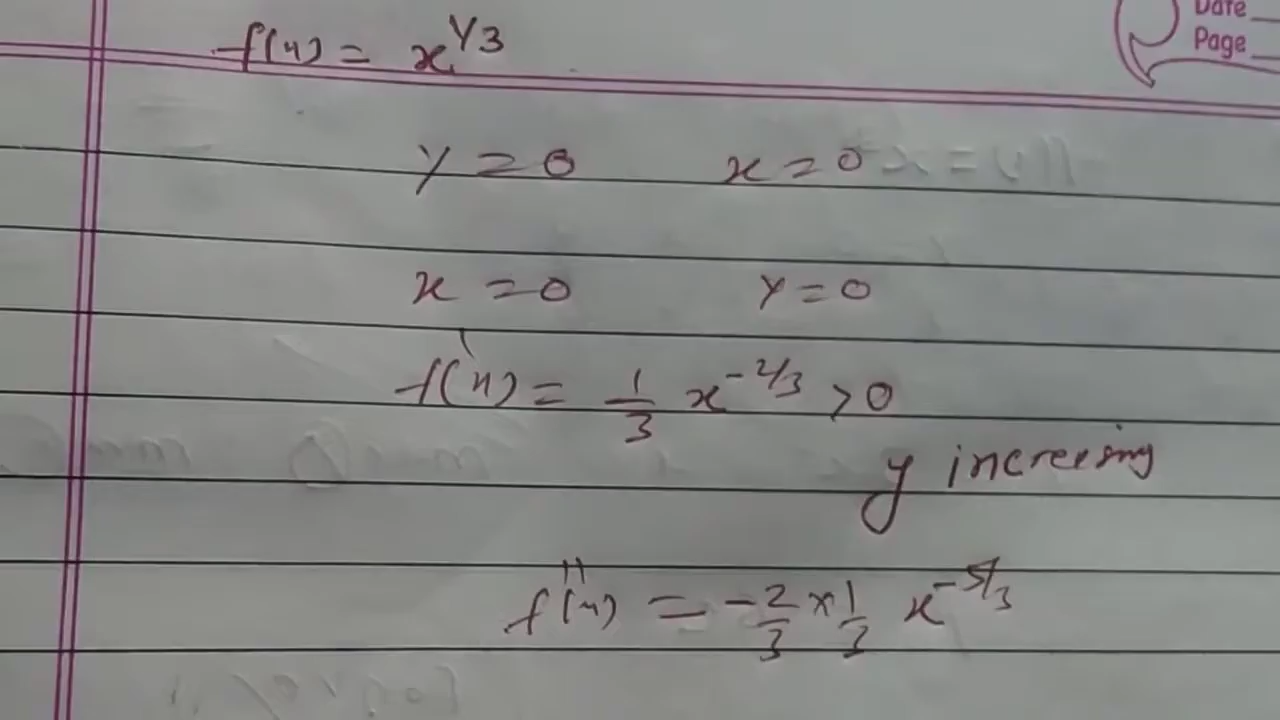 Date
Page
f(x) = x^1/3
y = 0 x = 0
x = 0 y = 0
f'(x) = 1/3 x^-2/3 > 0
y increesing
f''(x) = -2/3 × 1/3 x^-5/3